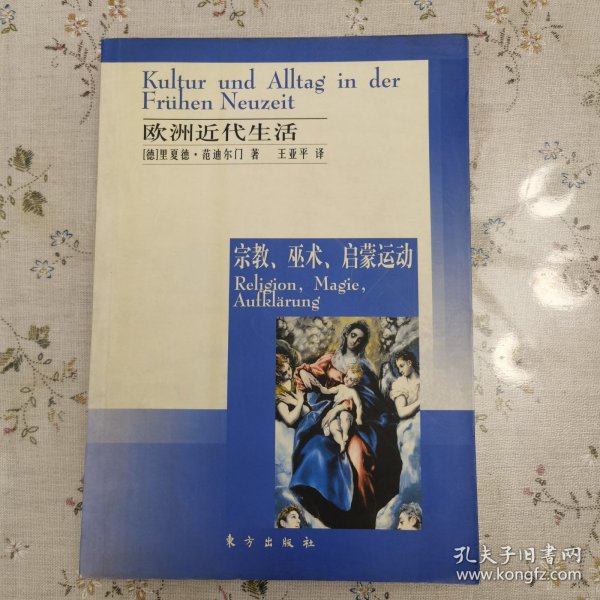 Kultur und Alltag in der
Frühen Neuzeit
欧洲近代生活
[德]里夏德·范迪尔门 著 王亚平 译
宗教、巫术、启蒙运动
Religion, Magie,
Aufklärung
東方出版社
孔夫子旧书网
www.kongfz.com